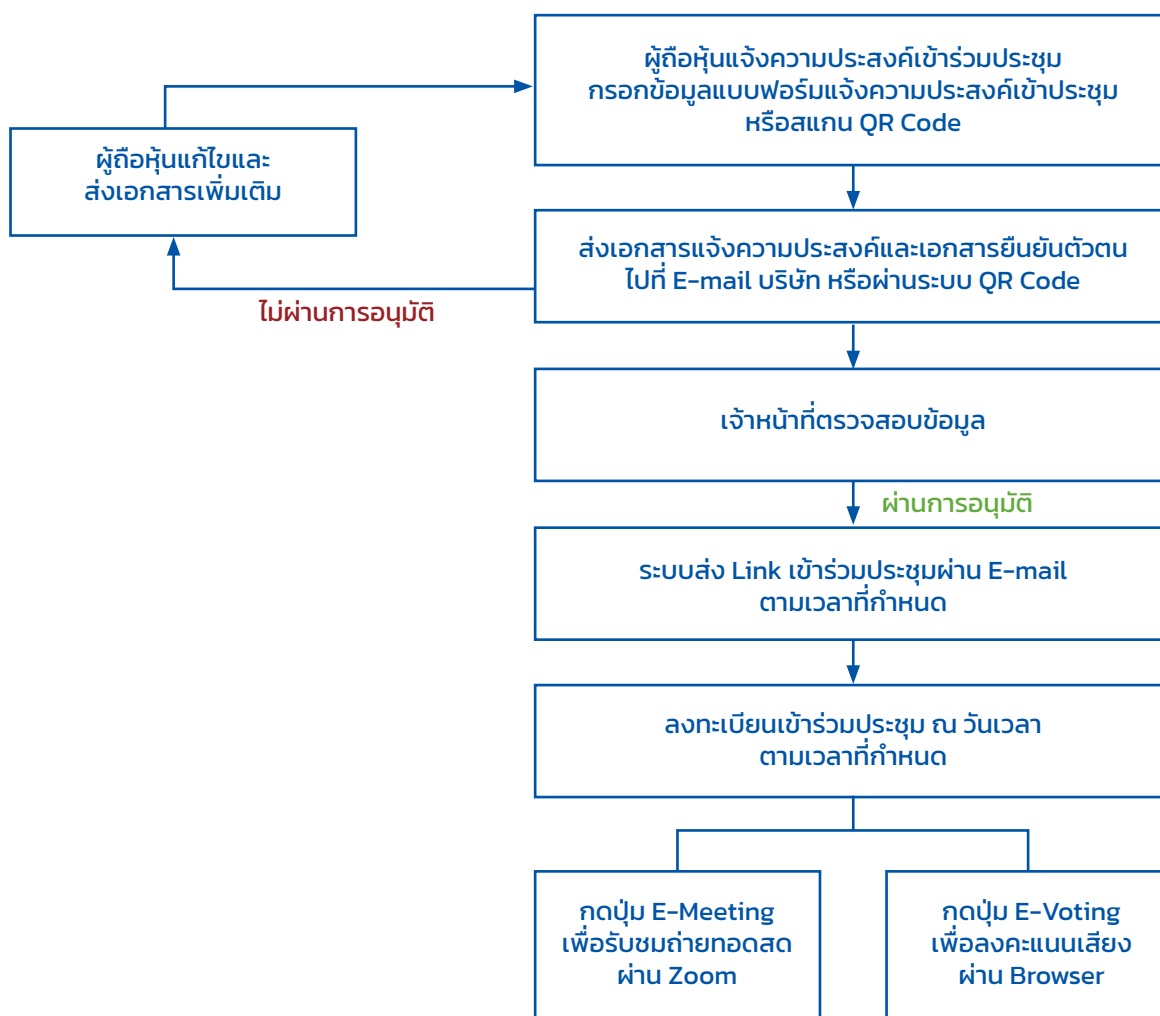 ผู้ถือหุ้นแจ้งความประสงค์เข้าร่วมประชุม
กรอกข้อมูลแบบฟอร์มแจ้งความประสงค์เข้าประชุม
หรือสแกน QR Code
ผู้ถือหุ้นแก้ไขและ
ส่งเอกสารเพิ่มเติม
ส่งเอกสารแจ้งความประสงค์และเอกสารยืนยันตัวตน
ไปที่ E-mail บริษัท หรือผ่านระบบ QR Code
ไม่ผ่านการอนุมัติ
เจ้าหน้าที่ตรวจสอบข้อมูล
ผ่านการอนุมัติ
ระบบส่ง Link เข้าร่วมประชุมผ่าน E-mail
ตามเวลาที่กำหนด
ลงทะเบียนเข้าร่วมประชุม ณ วันเวลา
ตามเวลาที่กำหนด
กดปุ่ม E-Meeting
เพื่อรับชมถ่ายทอดสด
ผ่าน Zoom
กดปุ่ม E-Voting
เพื่อลงคะแนนเสียง
ผ่าน Browser